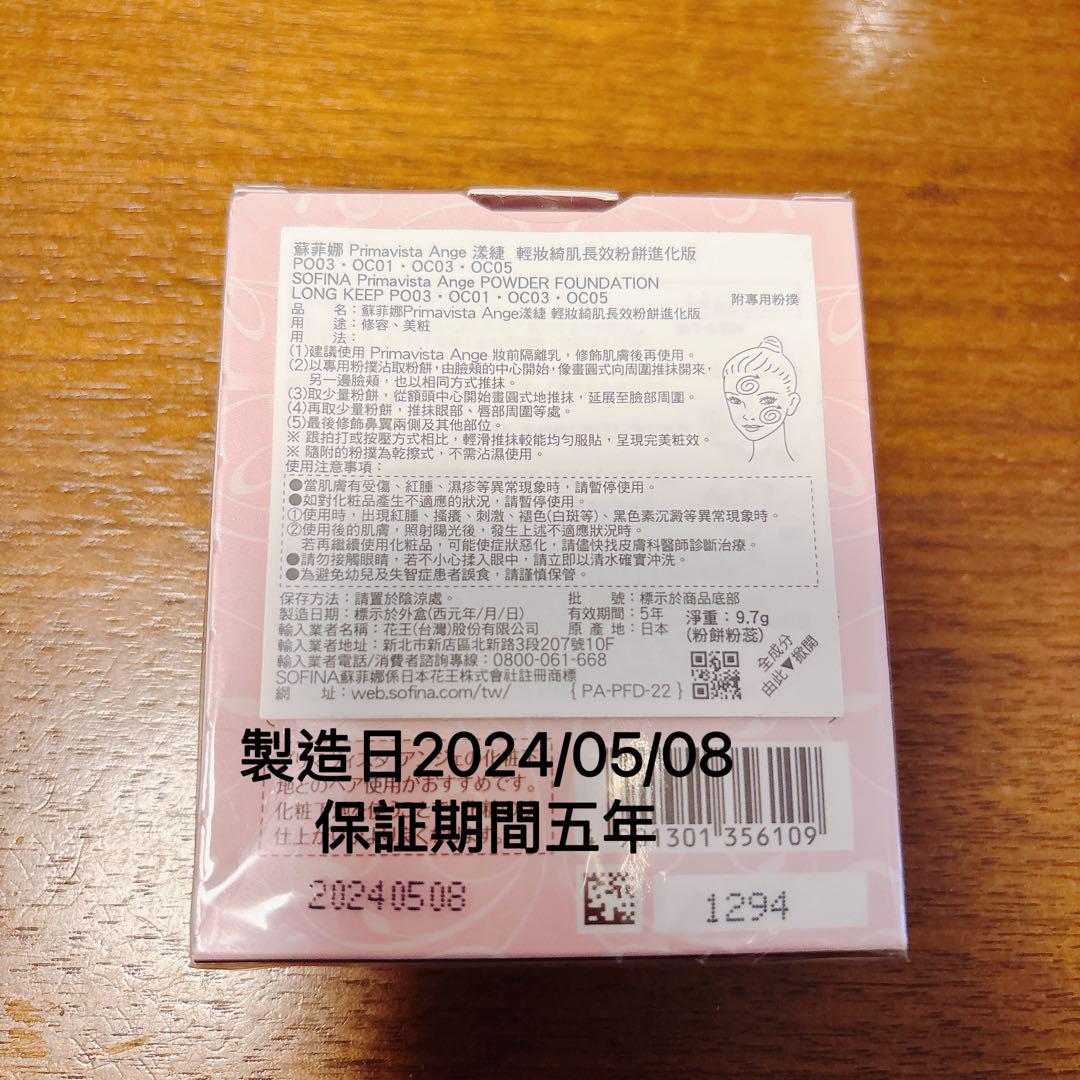 蘇菲娜 Primavista Ange 漾緁 輕妝綺肌長效粉餅進化版
PO03・OC01・OC03・OC05
SOFINA Primavista Ange POWDER FOUNDATION
LONG KEEP PO03・OC01・OC03・OC05
附專用粉撲
品 名：蘇菲娜Primavista Ange漾緁 輕妝綺肌長效粉餅進化版
用 途：修容、美粧
用 法：
(1)建議使用 Primavista Ange 妝前隔離乳，修飾肌膚後再使用。
(2)以專用粉撲沾取粉餅，由臉頰的中心開始，像畫圓式向周圍推抹開來，
另一邊臉頰，也以相同方式推抹。
(3)取少量粉餅，從額頭中心開始畫圓式地推抹，延展至臉部周圍。
(4)再取少量粉餅，推抹眼部、唇部周圍等處。
(5)最後修飾鼻翼兩側及其他部位。
※ 跟拍打或按壓方式相比，輕滑推抹較能均勻服貼，呈現完美粧效。
※ 隨附的粉撲為乾擦式，不需沾濕使用。
使用注意事項：
●當肌膚有受傷、紅腫、濕疹等異常現象時，請暫停使用。
●如對化粧品產生不適應的狀況，請暫停使用。
①使用時，出現紅腫、搔癢、刺激、褪色(白斑等)、黑色素沉澱等異常現象時。
②使用後的肌膚，照射陽光後，發生上述不適應狀況時。
若再繼續使用化粧品，可能使症狀惡化，請儘快找皮膚科醫師診斷治療。
●請勿接觸眼睛，若不小心揉入眼中，請立即以清水確實沖洗。
●為避免幼兒及失智症患者誤食，請謹慎保管。
保存方法：請置於陰涼處。 批 號：標示於商品底部
製造日期：標示於外盒(西元年/月/日) 有效期間：5年 淨重：9.7g
輸入業者名稱：花王(台灣)股份有限公司 原 產 地：日本 (粉餅粉蕊)
輸入業者地址：新北市新店區北新路3段207號10F
輸入業者電話/消費者諮詢專線：0800-061-668
SOFINA蘇菲娜係日本花王株式會社註冊商標
網 址：web.sofina.com/tw/ { PA-PFD-22 }
全成分
由此▼掀開
製造日2024/05/08
地とのペア使用がおすすめです。
保証期間五年
301 356109
20240508
1294